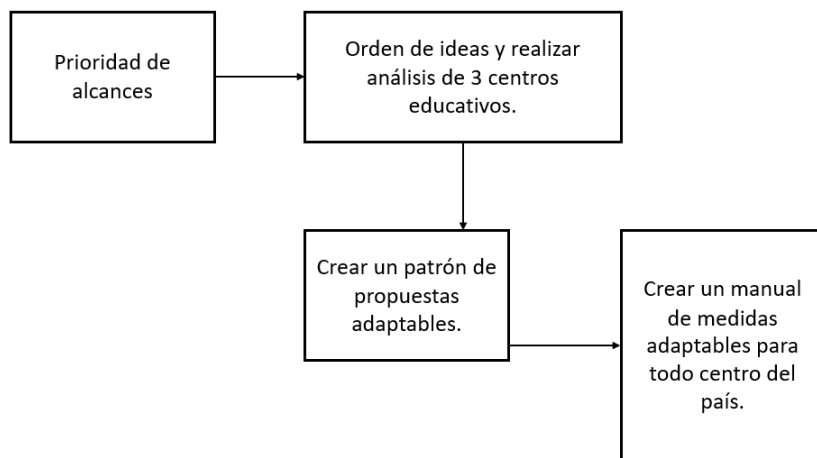 Prioridad de
alcances
Orden de ideas y realizar
análisis de 3 centros
educativos.
Crear un patrón de
propuestas
adaptables.
Crear un manual
de medidas
adaptables para
todo centro del
país.